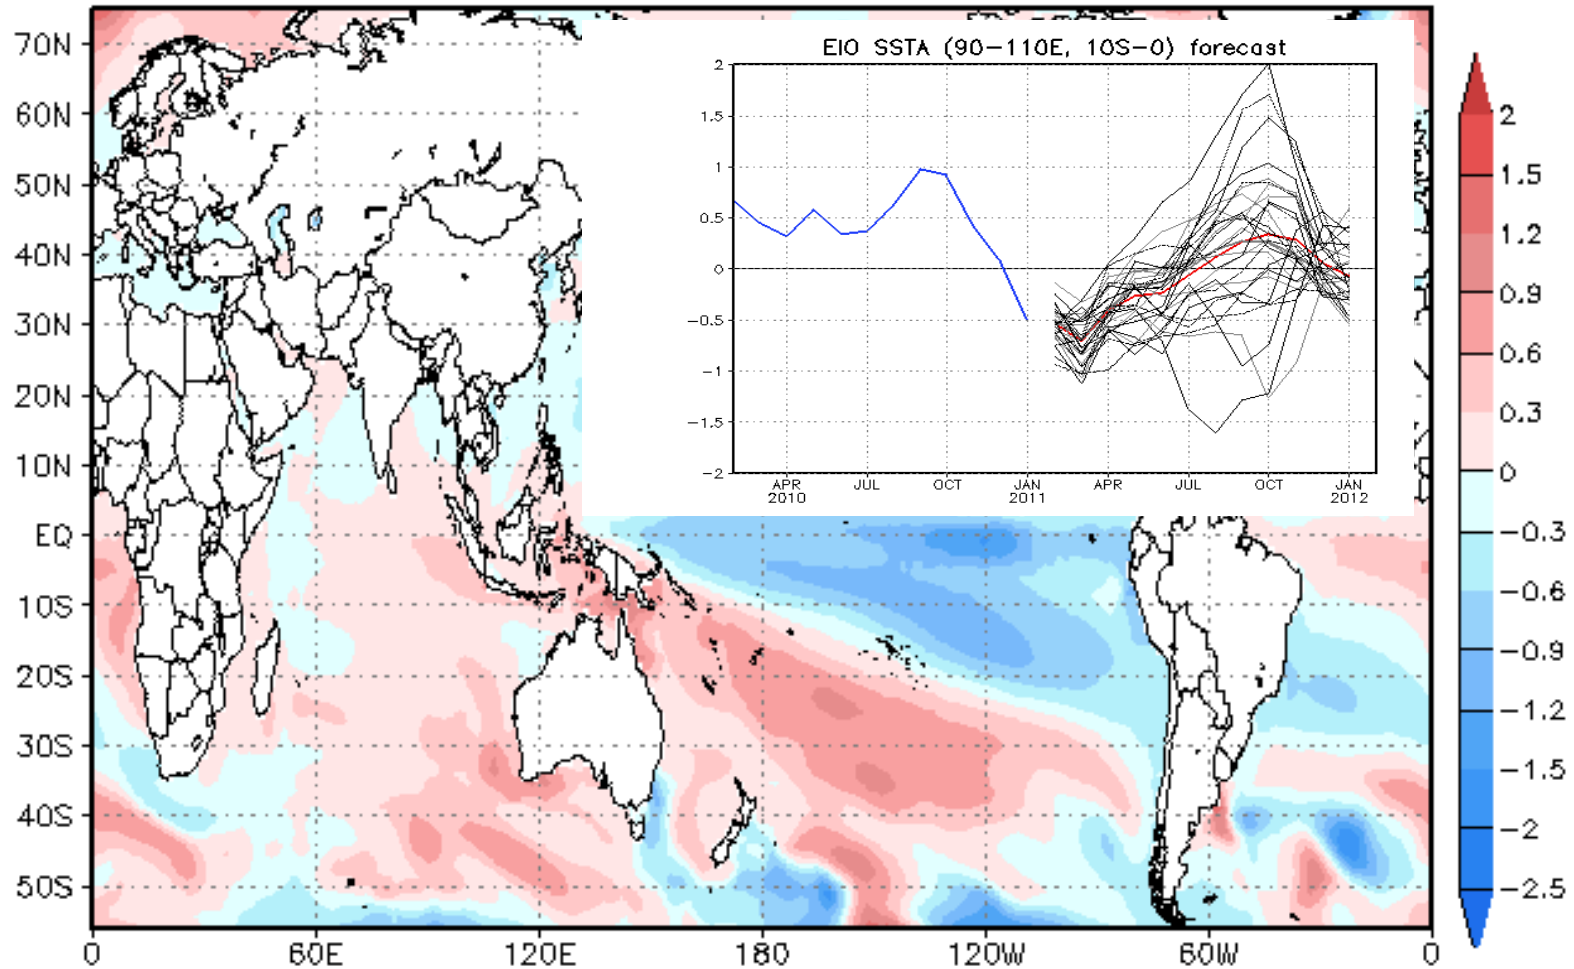 EIO SSTA (90-110E, 10S-0) forecast
2
1.5
1
0.5
0
-0.5
-1
-1.5
-2
APR JUL OCT JAN APR JUL OCT JAN
2010 2011 2012
70N
60N
50N
40N
30N
20N
10N
EQ
10S
20S
30S
40S
50S
0 60E 120E 180 120W 60W 0
2
1.5
1.2
0.9
0.6
0.3
0
-0.3
-0.6
-0.9
-1.2
-1.5
-2
-2.5